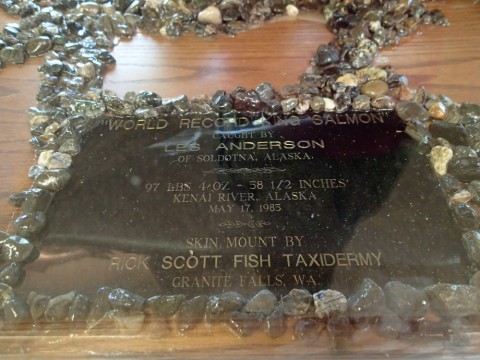 "WORLD RECORD KING SALMON"
CAUGHT BY
LES ANDERSON
OF SOLDOTNA, ALASKA.
97 LBS 4 OZ - 58 1/2 INCHES'
KENAI RIVER, ALASKA
MAY 17, 1985
SKIN MOUNT BY
RICK SCOTT FISH TAXIDERMY
GRANITE FALLS, WA.